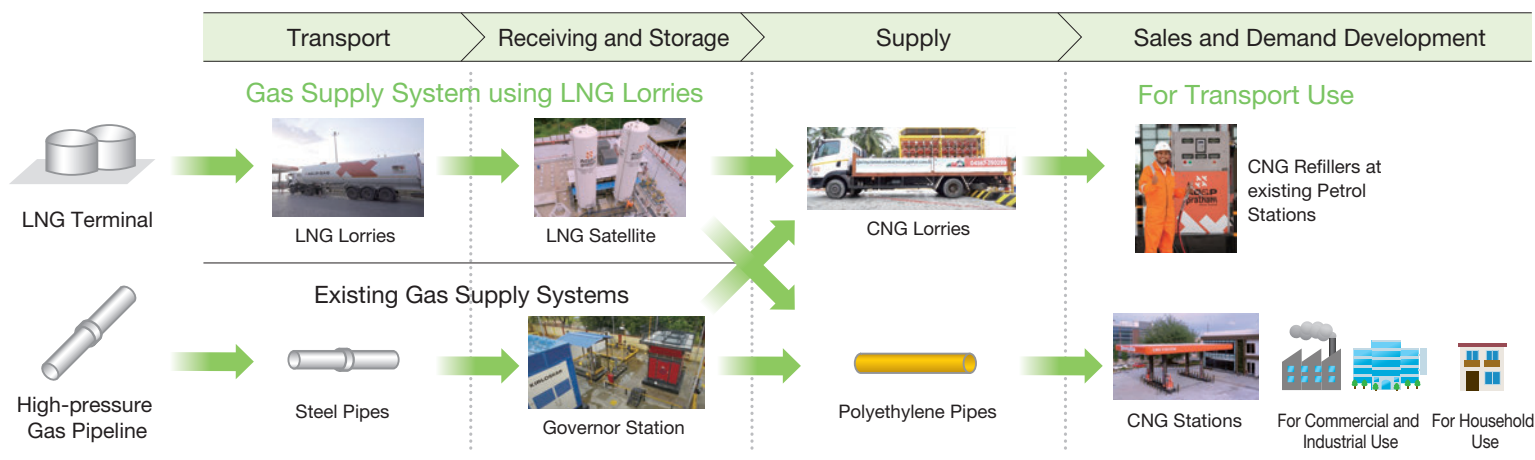 Transport
Receiving and Storage
Supply
Sales and Demand Development
Gas Supply System using LNG Lorries
For Transport Use
LNG Terminal
LNG Lorries
LNG Satellite
CNG Lorries
CNG Refillers at
existing Petrol
Stations
Existing Gas Supply Systems
High-pressure
Gas Pipeline
Steel Pipes
KIRLOSKAR
Governor Station
Polyethylene Pipes
CNG Stations
For Commercial and
Industrial Use
For Household
Use